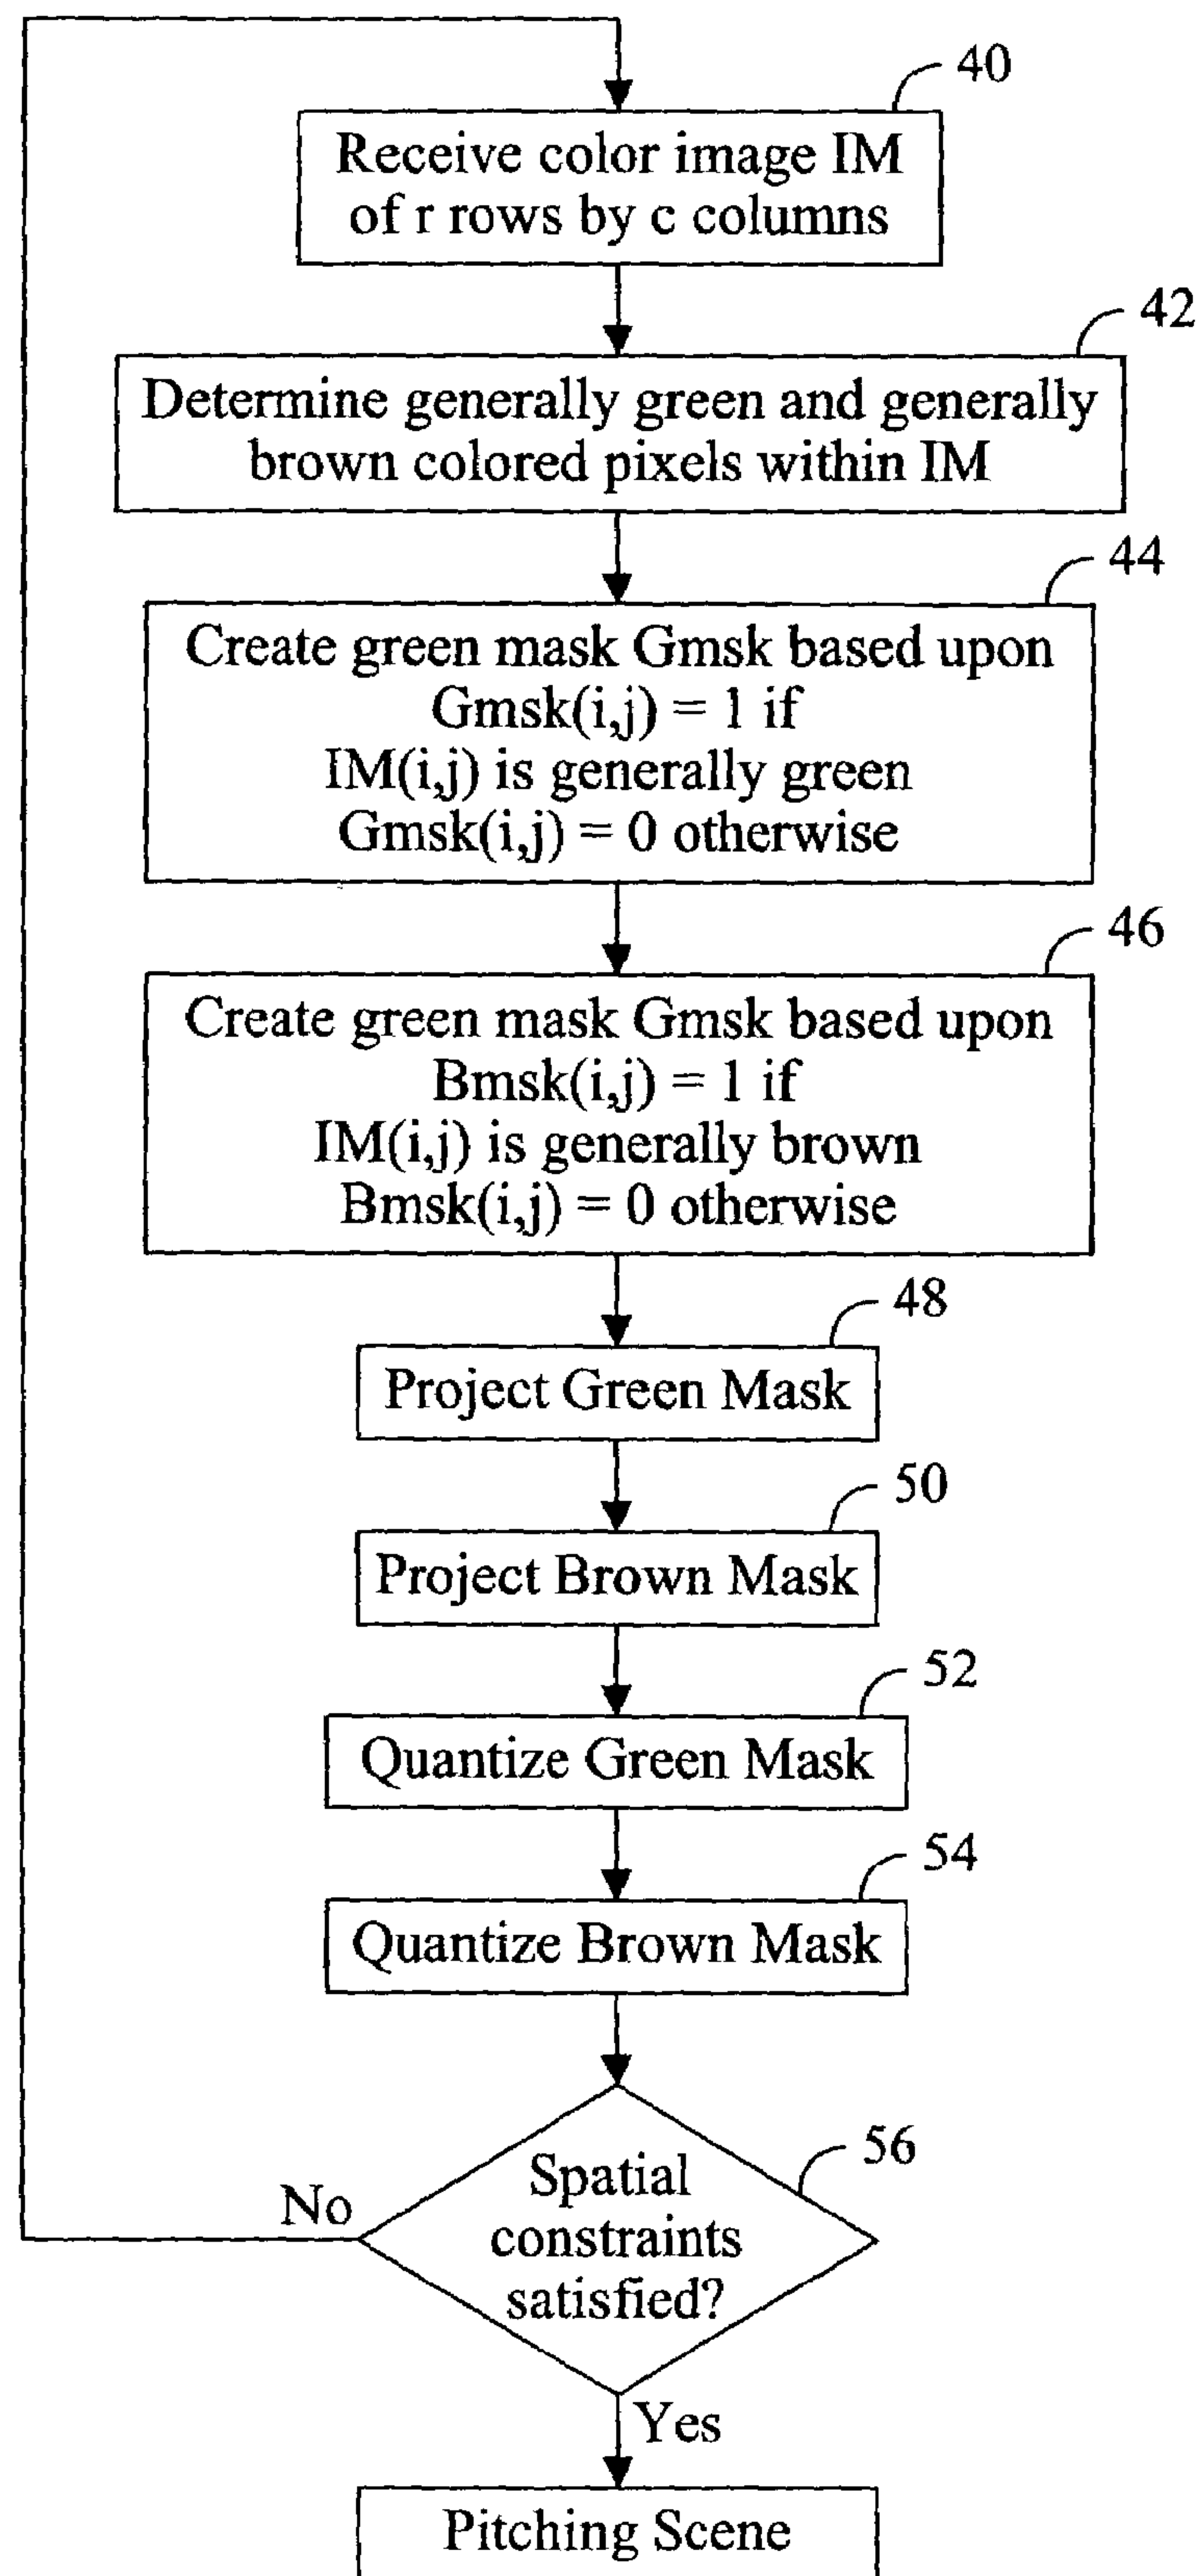 40
Receive color image IM
of r rows by c columns
42
Determine generally green and generally
brown colored pixels within IM
44
Create green mask Gmsk based upon
Gmsk(i,j) = 1 if
IM(i,j) is generally green
Gmsk(i,j) = 0 otherwise
46
Create green mask Gmsk based upon
Bmsk(i,j) = 1 if
IM(i,j) is generally brown
Bmsk(i,j) = 0 otherwise
48
Project Green Mask
50
Project Brown Mask
52
Quantize Green Mask
54
Quantize Brown Mask
56
Spatial
constraints
satisfied?
No
Yes
Pitching Scene